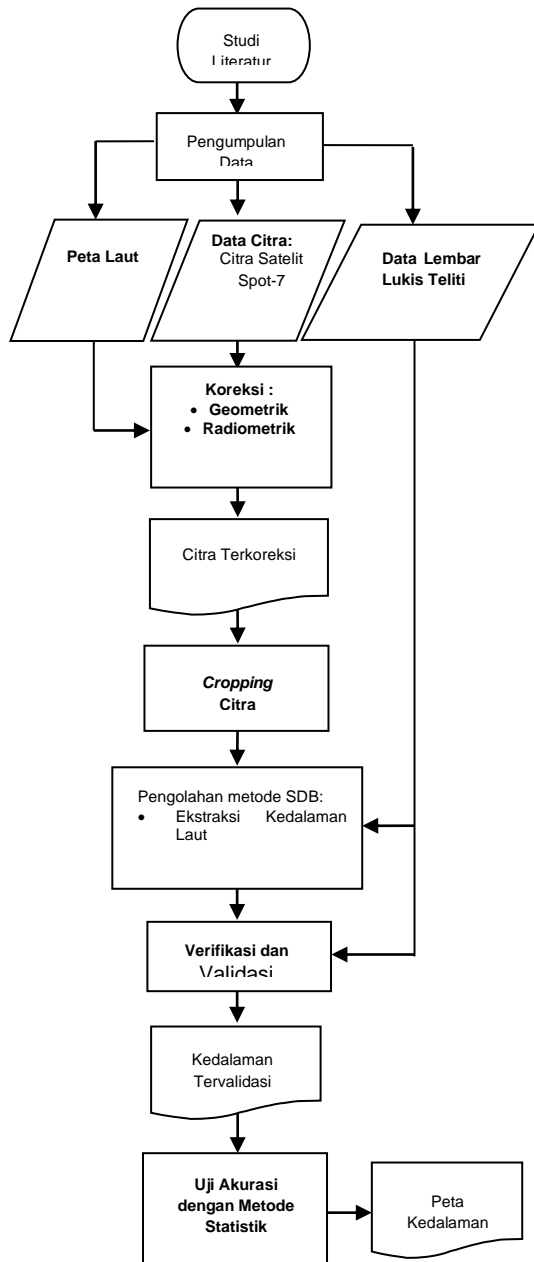 Studi
Literatur
Pengumpulan
Data
Peta Laut
Data Citra:
Citra Satelit
Spot-7
Data Lembar
Lukis Teliti
Koreksi :
• Geometrik
• Radiometrik
Citra Terkoreksi
Cropping
Citra
Pengolahan metode SDB:
• Ekstraksi Kedalaman
Laut
Verifikasi dan
Validasi
Kedalaman
Tervalidasi
Uji Akurasi
dengan Metode
Statistik
Peta
Kedalaman